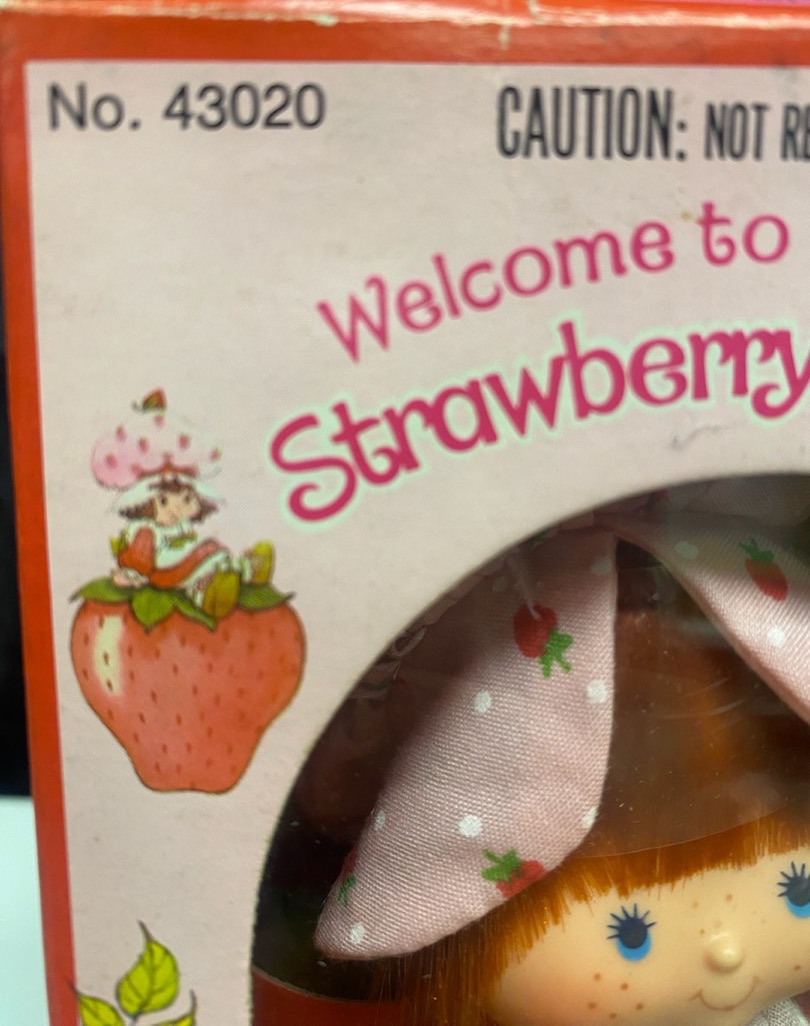 No. 43020
CAUTION: NOT
Welcome to
Strawberry